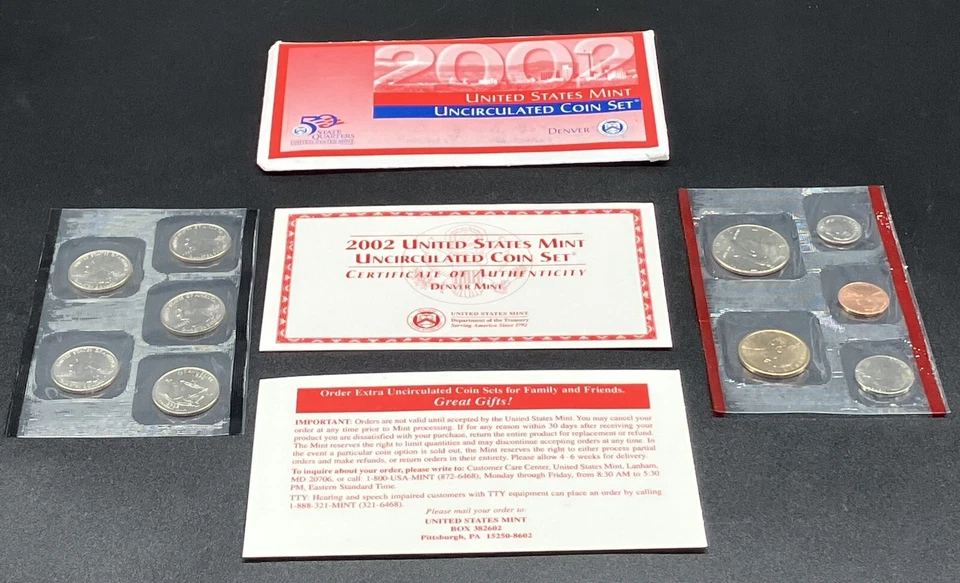 2002
UNITED STATES MINT
UNCIRCULATED COIN SET
50
STATE
QUARTERS
UNITED STATES MINT
DENVER
2002 UNITED STATES MINT
UNCIRCULATED COIN SET
CERTIFICATE OF AUTHENTICITY
DENVER MINT
UNITED STATES MINT
Department of the Treasury
Serving America Since 1792
Order Extra Uncirculated Coin Sets for Family and Friends.
Great Gifts!
IMPORTANT: Orders are not valid until accepted by the United States Mint. You may cancel your
order at any time prior to Mint processing. If for any reason within 30 days after receiving your
product you are dissatisfied with your purchase, return the entire product for replacement or refund.
The Mint reserves the right to limit quantities and may discontinue accepting orders at any time. In
the event a particular coin option is sold out, the Mint reserves the right to either process partial
orders and make refunds, or return orders in their entirety. Please allow 4-6 weeks for delivery.
To inquire about your order, please write to: Customer Care Center, United States Mint, Lanham,
MD 20706, or call: 1-800-USA-MINT (872-6468), Monday through Friday, from 8:30 AM to 5:30
PM, Eastern Standard Time.
TTY: Hearing and speech impaired customers with TTY equipment can place an order by calling
1-888-321-MINT (321-6468).
Please mail your order to:
UNITED STATES MINT
BOX 382602
Pittsburgh, PA 15250-8602